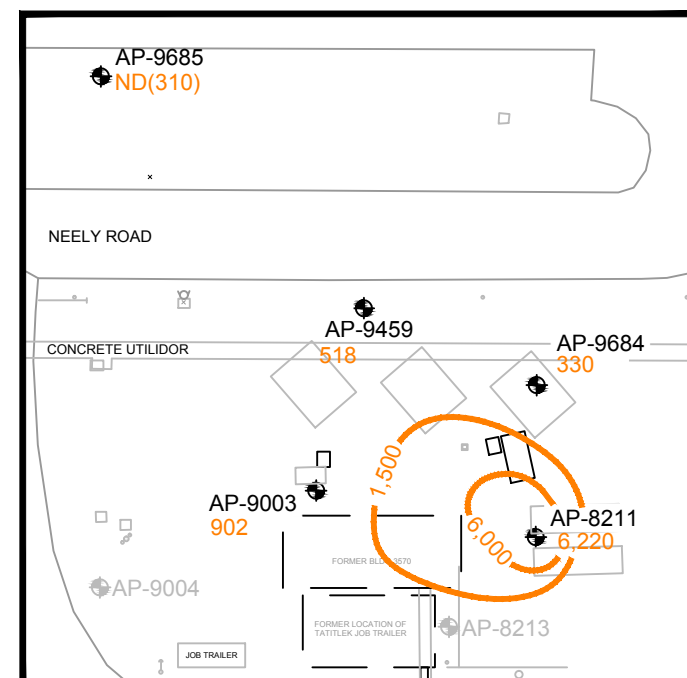 AP-9685
ND(310)
NEELY ROAD
AP-9459
518
CONCRETE UTILIDOR
AP-9684
330
1,500
AP-9003
902
AP-8211
6,220
6,000
FORMER BLDG 3570
AP-9004
FORMER LOCATION OF
TATITLEK JOB TRAILER
AP-8213
JOB TRAILER